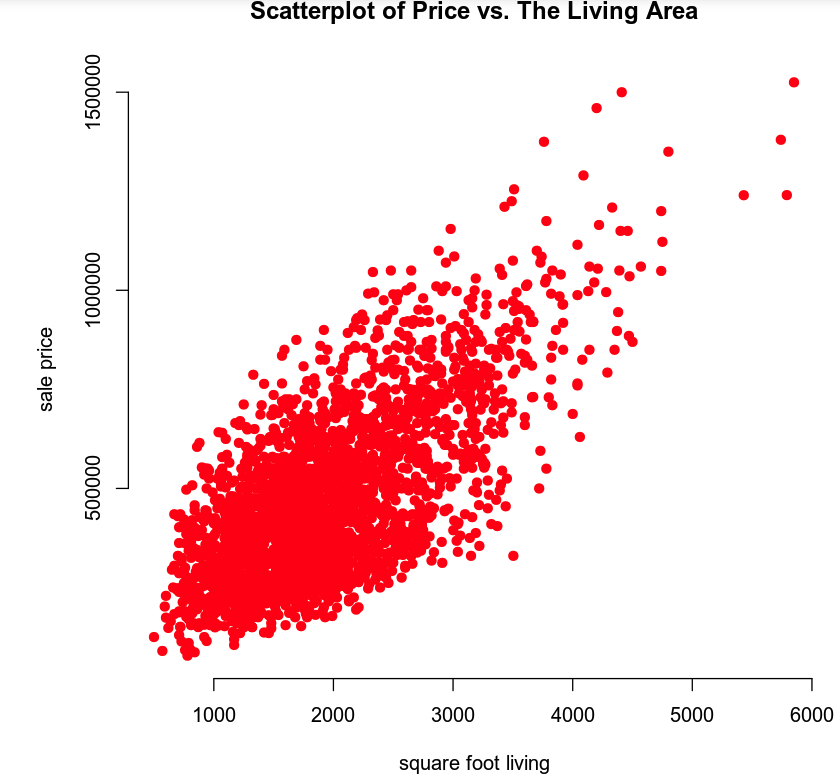 Scatterplot of Price vs. The Living Area
1500000
1000000
500000
sale price
1000 2000 3000 4000 5000 6000
square foot living